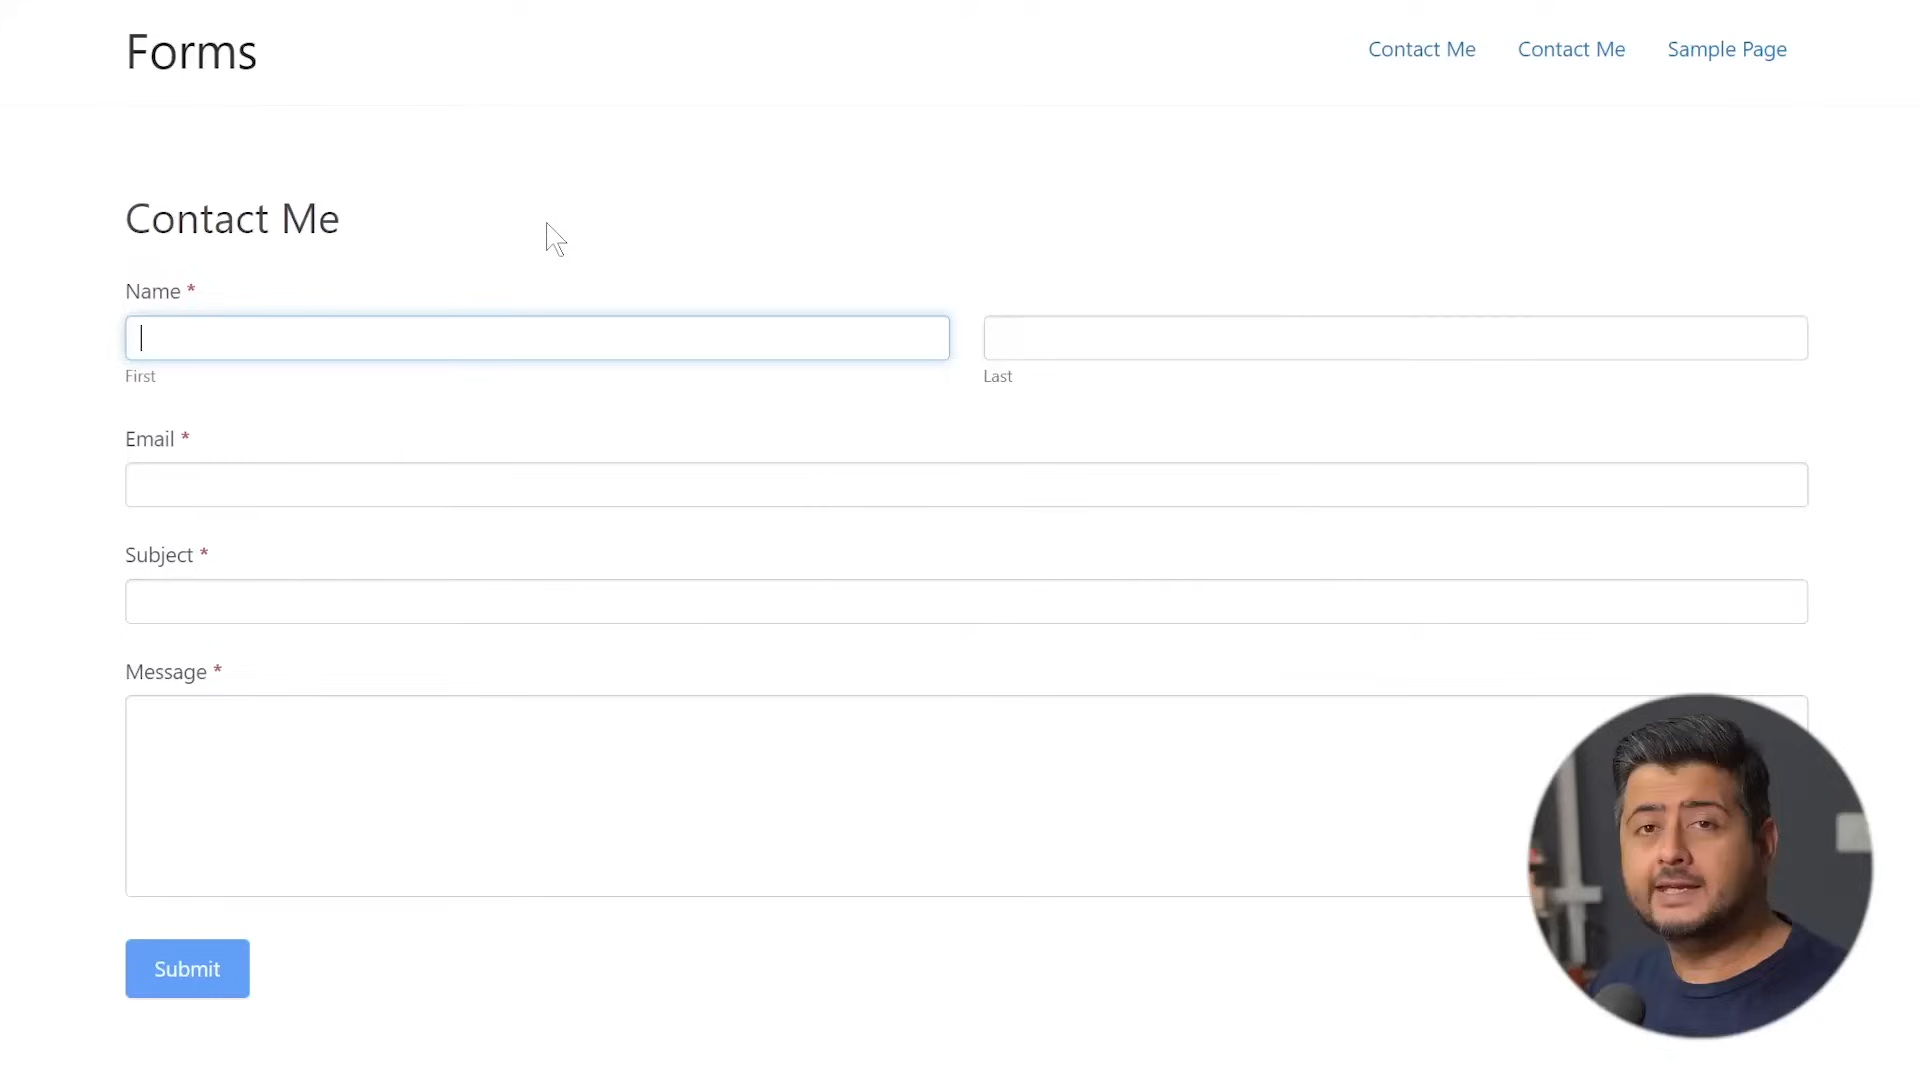 Forms
Contact Me Contact Me Sample Page
Contact Me
Name *
First Last
Email *
Subject *
Message *
Submit